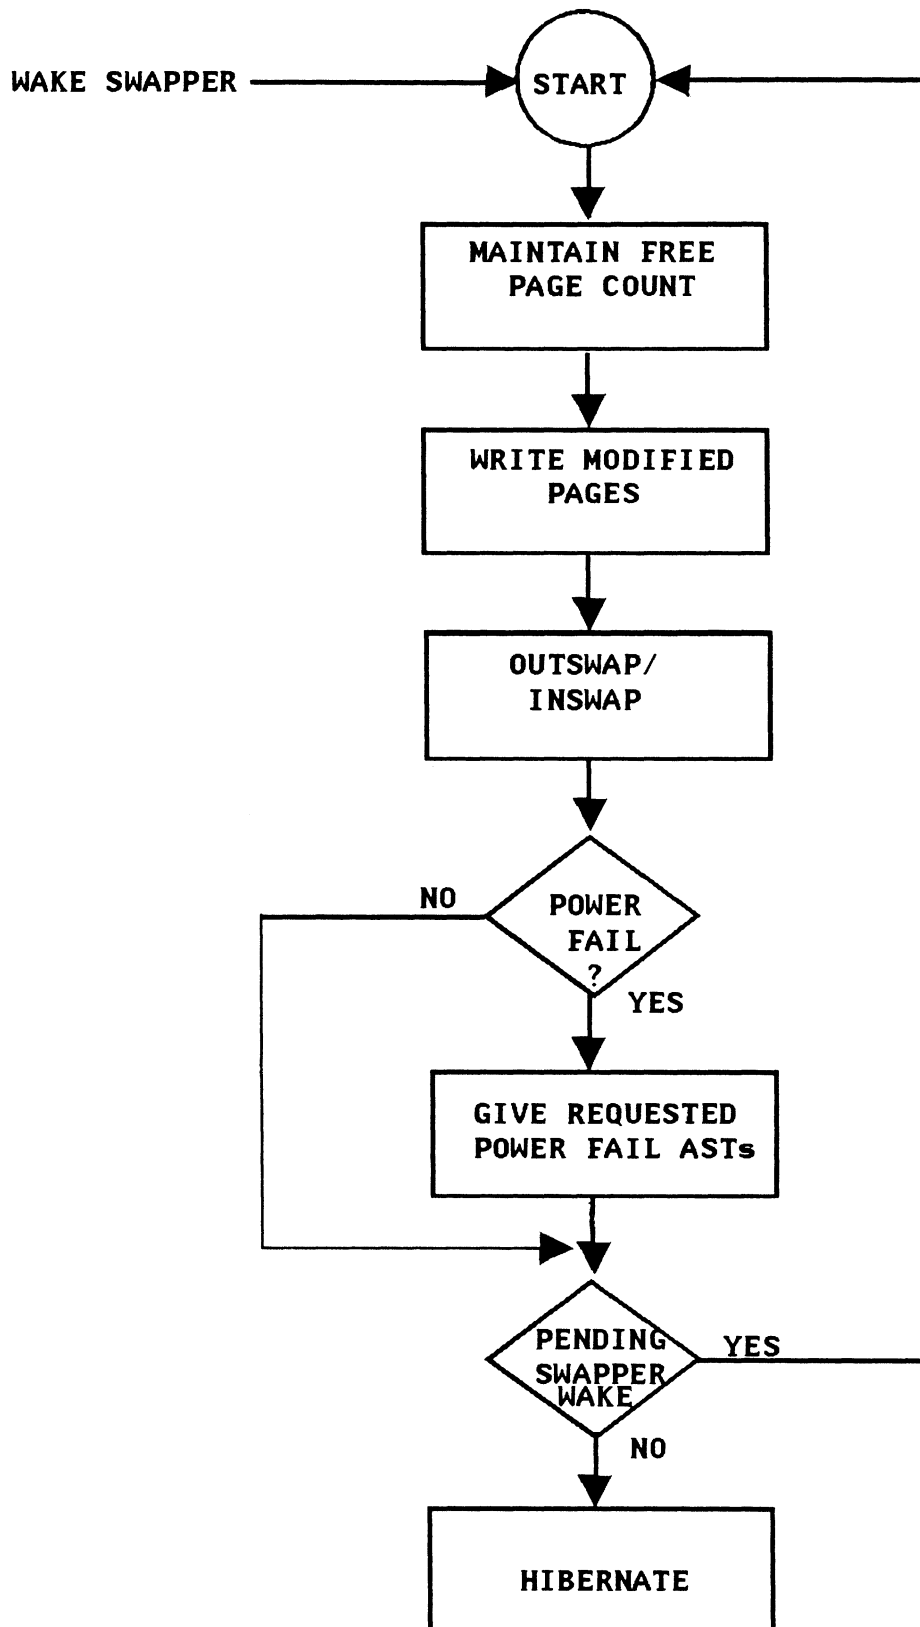 WAKE SWAPPER
START
MAINTAIN FREE
PAGE COUNT
WRITE MODIFIED
PAGES
OUTSWAP/
INSWAP
NO
POWER
FAIL
?
YES
GIVE REQUESTED
POWER FAIL ASTs
PENDING
SWAPPER
WAKE
YES
NO
HIBERNATE